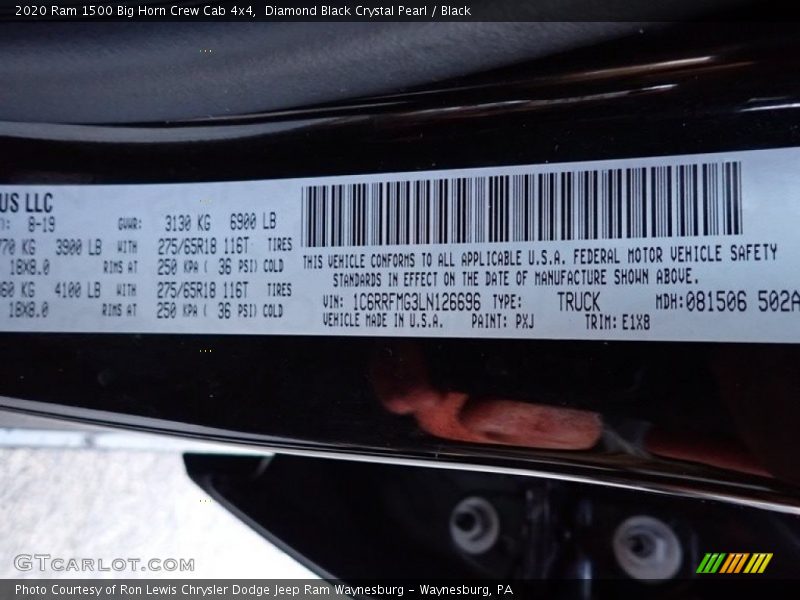 2020 Ram 1500 Big Horn Crew Cab 4x4,  Diamond Black Crystal Pearl / Black
US LLC
8-19 GVWR: 3130 KG 6900 LB
KG 3900 LB WITH 275/65R18 116T TIRES
18X8.0 RIMS AT 250 KPA ( 36 PSI) COLD
KG 4100 LB WITH 275/65R18 116T TIRES
18X8.0 RIMS AT 250 KPA ( 36 PSI) COLD
THIS VEHICLE CONFORMS TO ALL APPLICABLE U.S.A. FEDERAL MOTOR VEHICLE SAFETY
STANDARDS IN EFFECT ON THE DATE OF MANUFACTURE SHOWN ABOVE.
VIN: 1C6RRFMG3LN126696 TYPE: TRUCK MDH:081506 502A
VEHICLE MADE IN U.S.A. PAINT: PXJ TRIM: E1X8
GTcarlot.com
Photo Courtesy of Ron Lewis Chrysler Dodge Jeep Ram Waynesburg - Waynesburg, PA